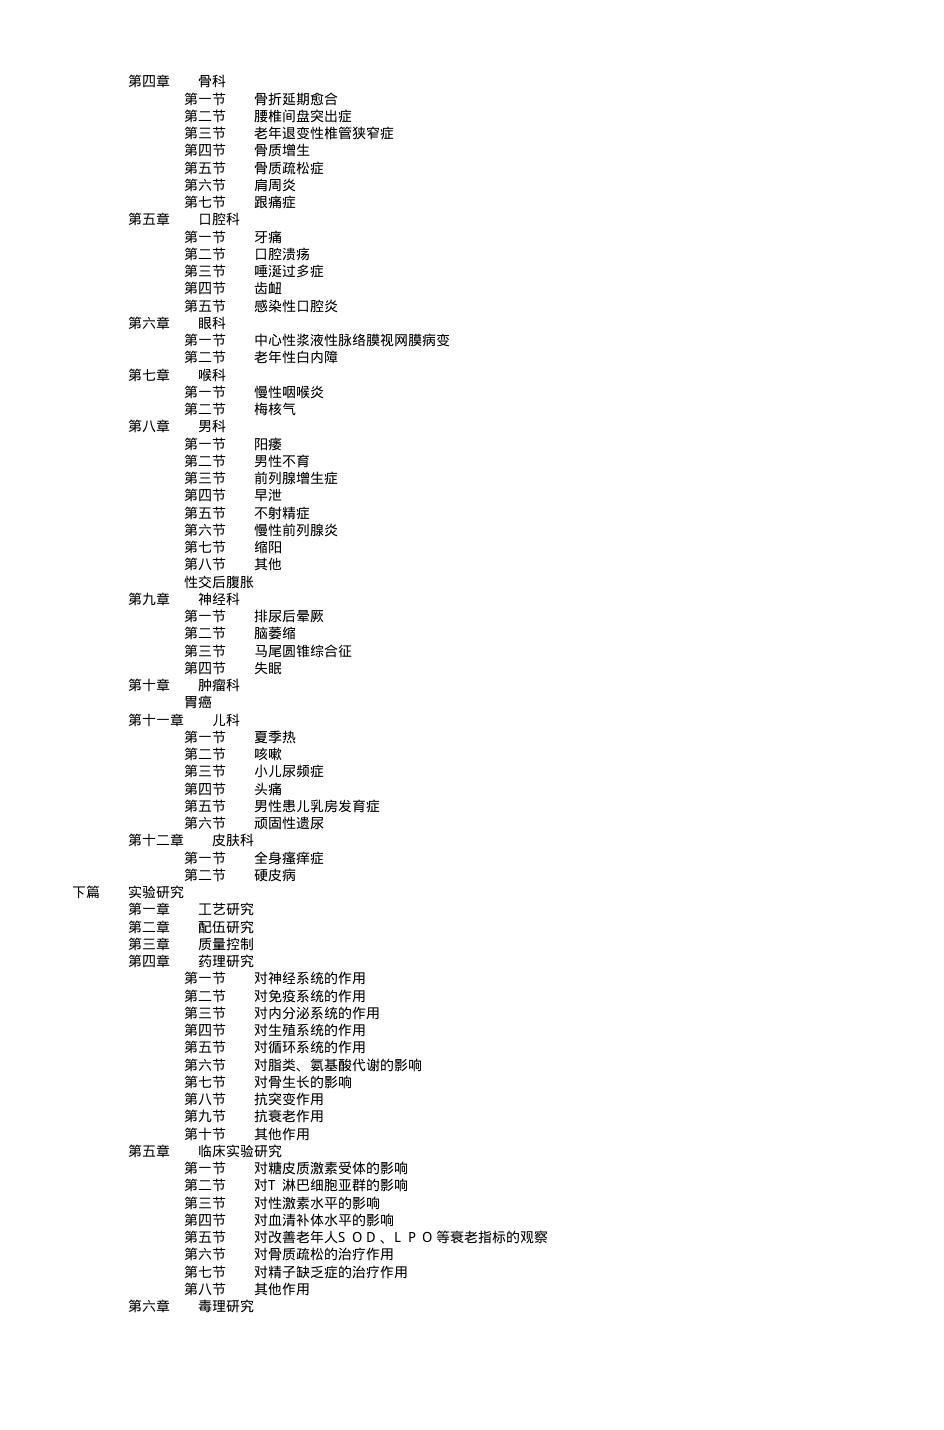 第四章　　骨科
第一节　　骨折延期愈合
第二节　　腰椎间盘突出症
第三节　　老年退变性椎管狭窄症
第四节　　骨质增生
第五节　　骨质疏松症
第六节　　肩周炎
第七节　　跟痛症
第五章　　口腔科
第一节　　牙痛
第二节　　口腔溃疡
第三节　　唾涎过多症
第四节　　齿衄
第五节　　感染性口腔炎
第六章　　眼科
第一节　　中心性浆液性脉络膜视网膜病变
第二节　　老年性白内障
第七章　　喉科
第一节　　慢性咽喉炎
第二节　　梅核气
第八章　　男科
第一节　　阳痿
第二节　　男性不育
第三节　　前列腺增生症
第四节　　早泄
第五节　　不射精症
第六节　　慢性前列腺炎
第七节　　缩阳
第八节　　其他
性交后腹胀
第九章　　神经科
第一节　　排尿后晕厥
第二节　　脑萎缩
第三节　　马尾圆锥综合征
第四节　　失眠
第十章　　肿瘤科
胃癌
第十一章　　儿科
第一节　　夏季热
第二节　　咳嗽
第三节　　小儿尿频症
第四节　　头痛
第五节　　男性患儿乳房发育症
第六节　　顽固性遗尿
第十二章　　皮肤科
第一节　　全身瘙痒症
第二节　　硬皮病
下篇　　实验研究
第一章　　工艺研究
第二章　　配伍研究
第三章　　质量控制
第四章　　药理研究
第一节　　对神经系统的作用
第二节　　对免疫系统的作用
第三节　　对内分泌系统的作用
第四节　　对生殖系统的作用
第五节　　对循环系统的作用
第六节　　对脂类、氨基酸代谢的影响
第七节　　对骨生长的影响
第八节　　抗突变作用
第九节　　抗衰老作用
第十节　　其他作用
第五章　　临床实验研究
第一节　　对糖皮质激素受体的影响
第二节　　对T 淋巴细胞亚群的影响
第三节　　对性激素水平的影响
第四节　　对血清补体水平的影响
第五节　　对改善老年人S O D 、L P O 等衰老指标的观察
第六节　　对骨质疏松的治疗作用
第七节　　对精子缺乏症的治疗作用
第八节　　其他作用
第六章　　毒理研究